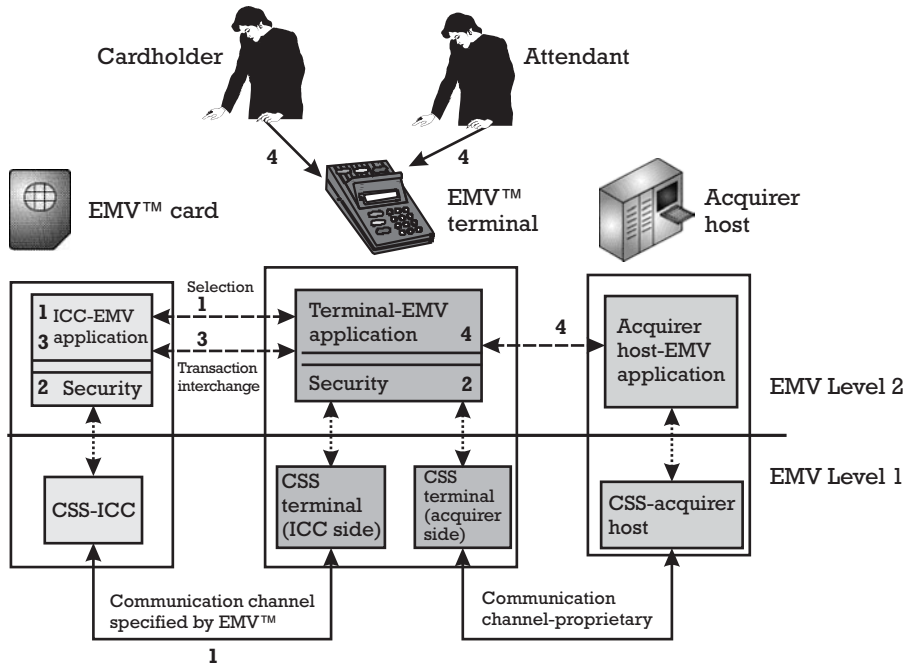 Cardholder
Attendant
4
4
EMV™ card
EMV™
terminal
Acquirer
host
Selection
1
1 ICC-EMV
3 application
3
Transaction
interchange
2 Security
Terminal-EMV
application
4
Security
2
4
Acquirer
host-EMV
application
EMV Level 2
EMV Level 1
CSS-ICC
CSS
terminal
(ICC side)
CSS
terminal
(acquirer
side)
CSS-acquirer
host
Communication channel
specified by EMV™
1
Communication
channel-proprietary